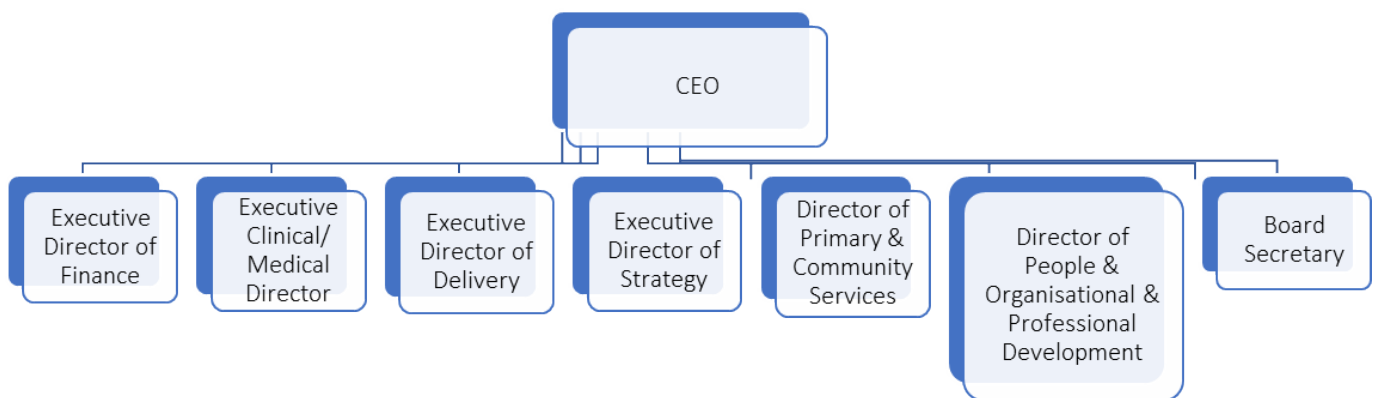 CEO
Executive
Director of
Finance
Executive
Clinical/
Medical
Director
Executive
Director of
Delivery
Executive
Director of
Strategy
Director of
Primary &
Community
Services
Director of
People &
Organisational &
Professional
Development
Board
Secretary